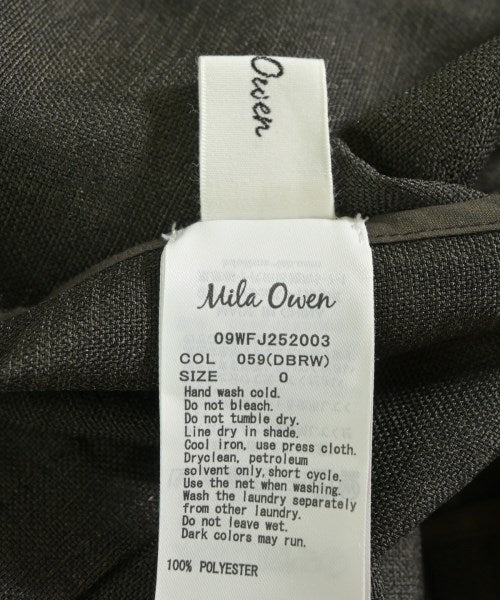 Owen
Mila Owen
09WFJ252003
COL 059(DBRW)
SIZE 0
Hand wash cold.
Do not bleach.
Do not tumble dry.
Line dry in shade.
Cool iron, use press cloth.
Dryclean, petroleum
solvent only,short cycle.
Use the net when washing.
Wash the laundry separately
from other laundry.
Do not leave wet.
Dark colors may run.
100% POLYESTER